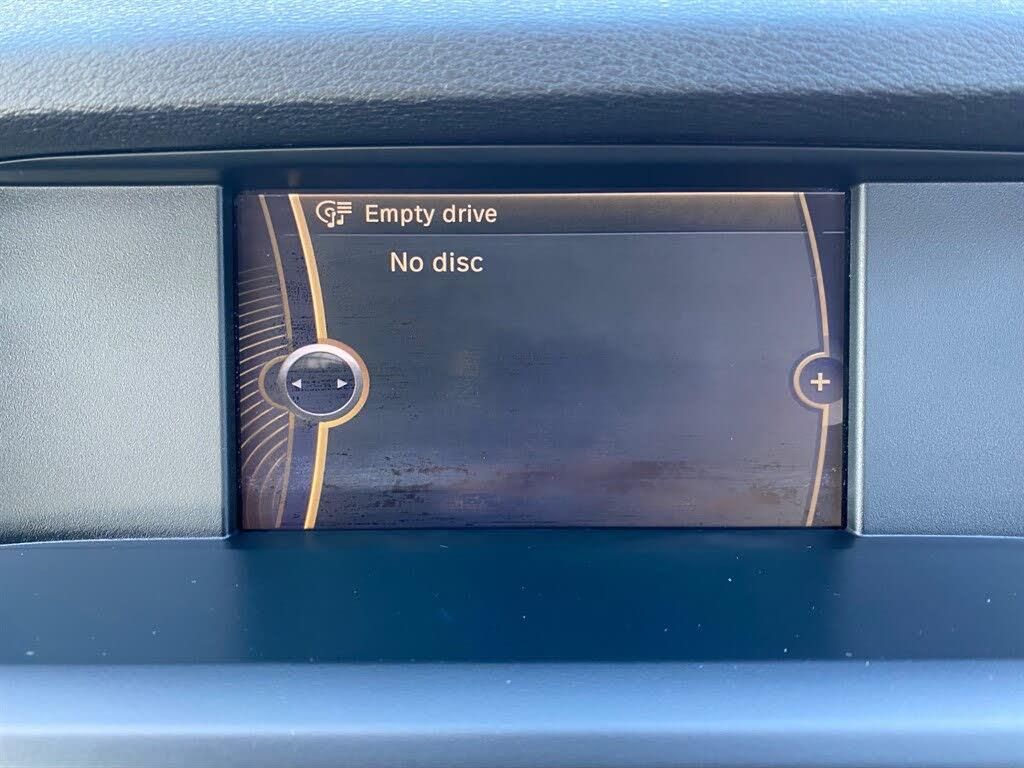 Empty drive
No disc